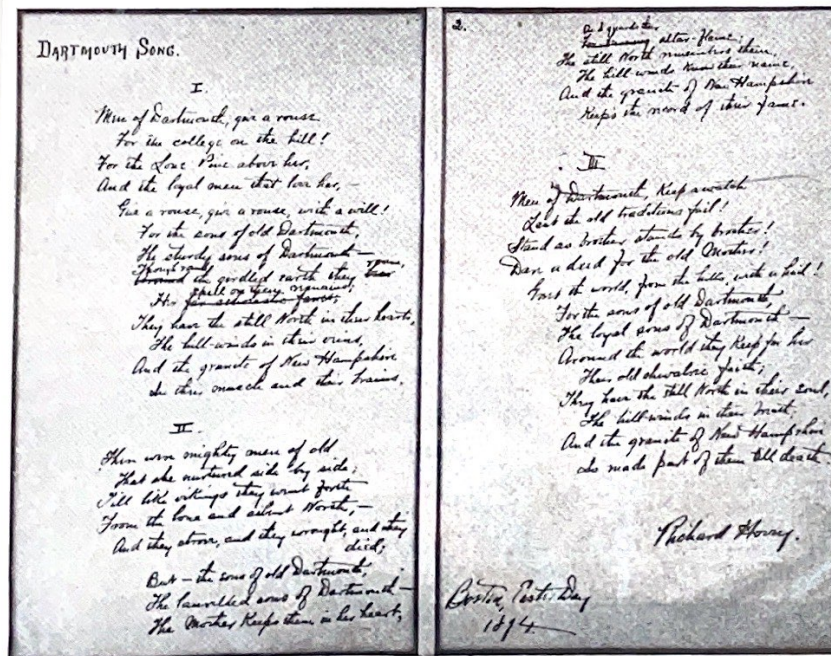 DARTMOUTH SONG.
I.
Men of Dartmouth, give a rouse
For the college on the hill!
For the Lone Pine above her,
And the loyal men that love her, –
Give a rouse, give a rouse, with a will!
For the sons of old Dartmouth,
The sturdy sons of Dartmouth –
Though round the girdled earth they roam,
Her spell on them remains;
They have the still North in their hearts,
The hill-winds in their veins,
And the granite of New Hampshire
In their muscles and their brains.
II.
They were mighty men of old
That she nurtured side by side;
Till like vikings they went forth
From the lone and silent North, –
And they strove, and they wrought, and they
died;
But – the sons of old Dartmouth,
The laurelled sons of Dartmouth –
The Mother keeps them in her heart,
2.
And guards their
altar-flame;
The still North remembers them,
The hill-winds know their name,
And the granite of New Hampshire
Keeps the record of their fame.
III
Men of Dartmouth, keep a watch
Lest the old traditions fail!
Stand as brother stands by brother!
Dare a deed for the old Mother!
Greet the world, from the hills, with a hail!
For the sons of old Dartmouth,
The loyal sons of Dartmouth –
Around the world they keep for her
Their old chivalric faith;
They have the still North in their soul,
The hill-winds in their breath;
And the granite of New Hampshire
Is made part of them till death.
Richard Hovey.
Boston,
1894.